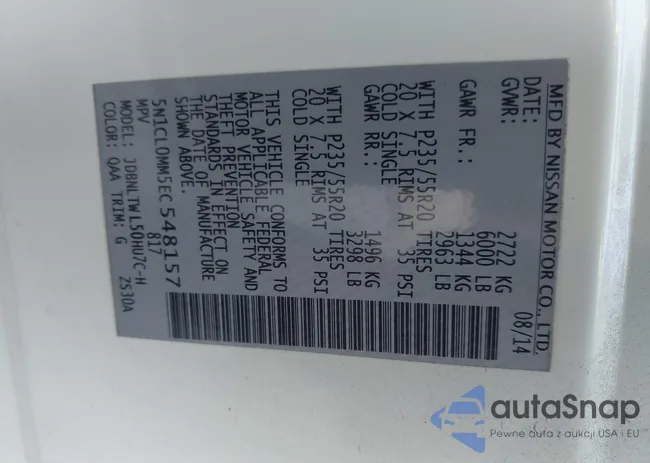 MFD BY NISSAN MOTOR CO., LTD.
DATE: 08/14
GVWR: 2722 KG
6000 LB
GAWR FR.: 1344 KG
2963 LB
WITH P235/55R20 TIRES
20 X 7.5 RIMS AT 35 PSI
COLD SINGLE
GAWR RR.: 1496 KG
3298 LB
WITH P235/55R20 TIRES
20 X 7.5 RIMS AT 35 PSI
COLD SINGLE
THIS VEHICLE CONFORMS TO
ALL APPLICABLE FEDERAL
MOTOR VEHICLE SAFETY AND
THEFT PREVENTION
STANDARDS IN EFFECT ON
THE DATE OF MANUFACTURE
SHOWN ABOVE.
5N1CL0MM5EC548157
MPV 817
MODEL: JDBNLTWL50HU7C-H
COLOR: QAA TRIM: G ZS30A
autaSnap
Pewne auta z aukcji USA i EU